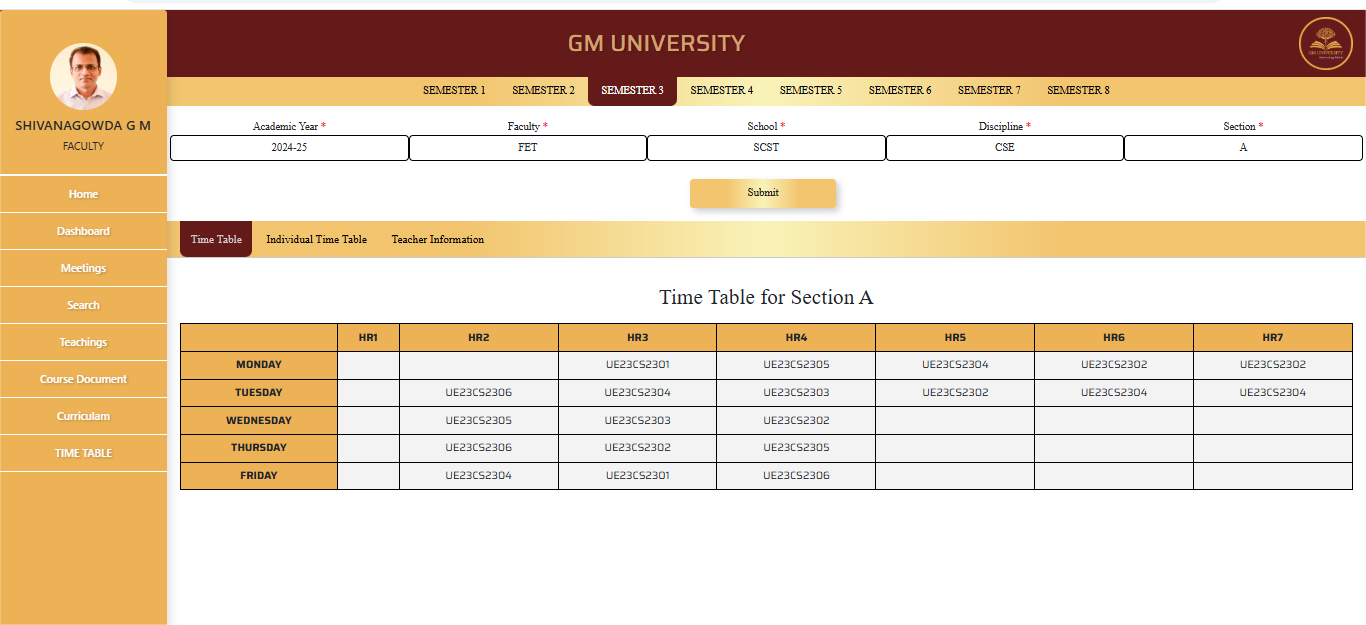 GM UNIVERSITY
GM UNIVERSITY
SHIVANAGOWDA G M
FACULTY
Home
Dashboard
Meetings
Search
Teachings
Course Document
Curriculam
TIME TABLE
SEMESTER 1 SEMESTER 2 SEMESTER 3 SEMESTER 4 SEMESTER 5 SEMESTER 6 SEMESTER 7 SEMESTER 8
Academic Year * Faculty * School * Discipline * Section *
2024-25 FET SCST CSE A
Submit
Time Table Individual Time Table Teacher Information
Time Table for Section A
HR1 HR2 HR3 HR4 HR5 HR6 HR7
MONDAY UE23CS2301 UE23CS2305 UE23CS2304 UE23CS2302 UE23CS2302
TUESDAY UE23CS2306 UE23CS2304 UE23CS2303 UE23CS2302 UE23CS2304 UE23CS2304
WEDNESDAY UE23CS2305 UE23CS2303 UE23CS2302
THURSDAY UE23CS2306 UE23CS2302 UE23CS2305
FRIDAY UE23CS2304 UE23CS2301 UE23CS2306